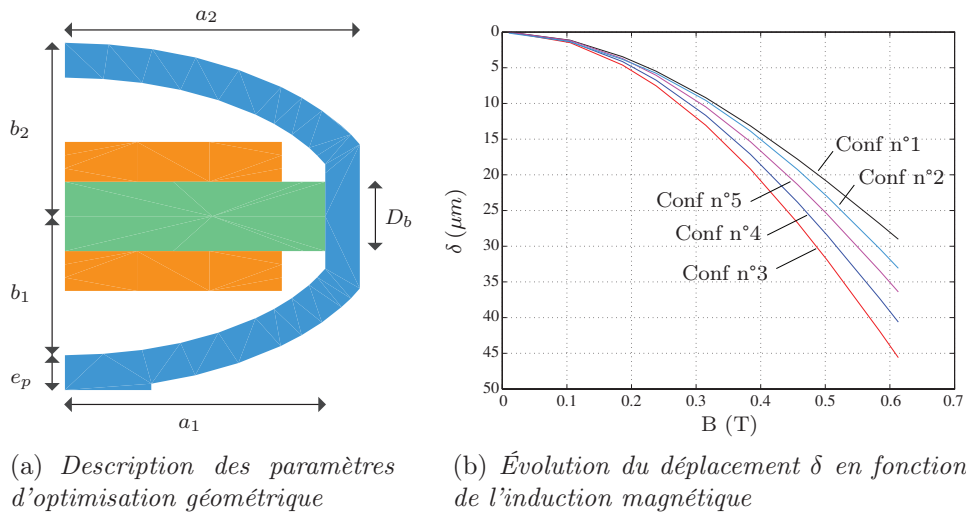 a₂
b₂
D_b
b₁
e_p
a₁
0
5
10
15
20
25
30
35
40
45
50
δ (μm)
Conf n°1
Conf n°2
Conf n°5
Conf n°4
Conf n°3
0 0.1 0.2 0.3 0.4 0.5 0.6 0.7
B (T)
(a) Description des paramètres
d'optimisation géométrique
(b) Évolution du déplacement δ en fonction
de l'induction magnétique